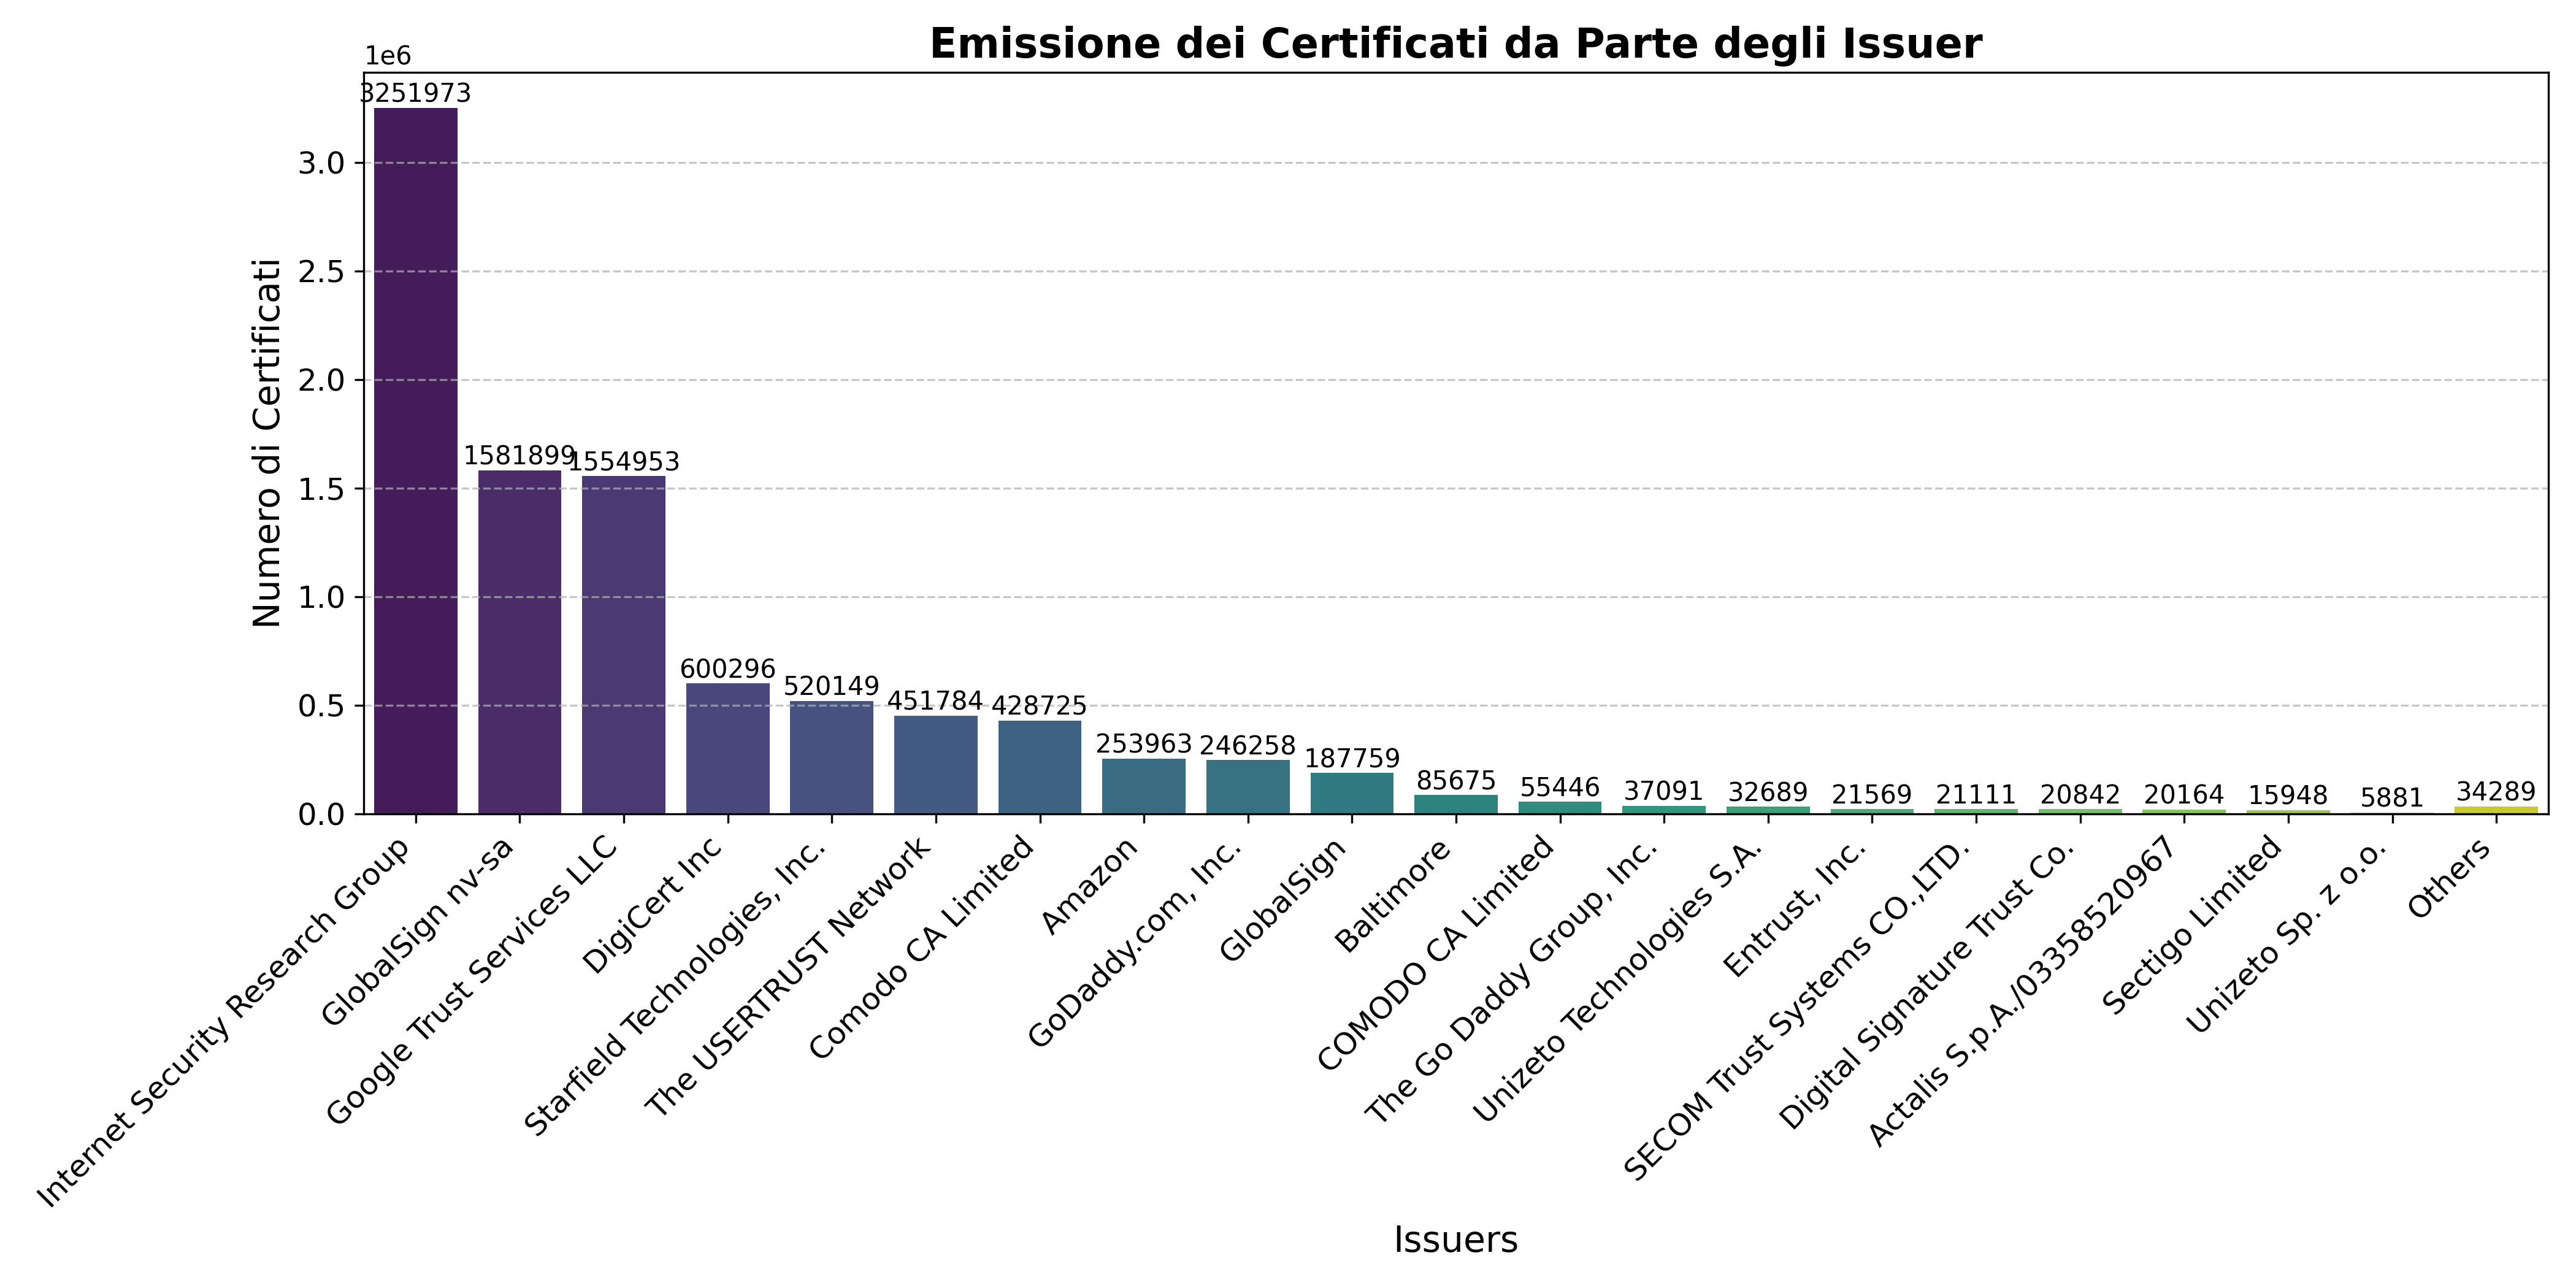 Emissione dei Certificati da Parte degli Issuer
1e6
Numero di Certificati
3.0
2.5
2.0
1.5
1.0
0.5
0.0
3251973
1581899
1554953
600296
520149
451784
428725
253963
246258
187759
85675
55446
37091
32689
21569
21111
20842
20164
15948
5881
34289
Internet Security Research Group
GlobalSign nv-sa
Google Trust Services LLC
DigiCert Inc
Starfield Technologies, Inc.
The USERTRUST Network
Comodo CA Limited
Amazon
GoDaddy.com, Inc.
GlobalSign
Baltimore
COMODO CA Limited
The Go Daddy Group, Inc.
Unizeto Technologies S.A.
Entrust, Inc.
SECOM Trust Systems CO.,LTD.
Digital Signature Trust Co.
Actalis S.p.A./03358520967
Sectigo Limited
Unizeto Sp. z o.o.
Others
Issuers